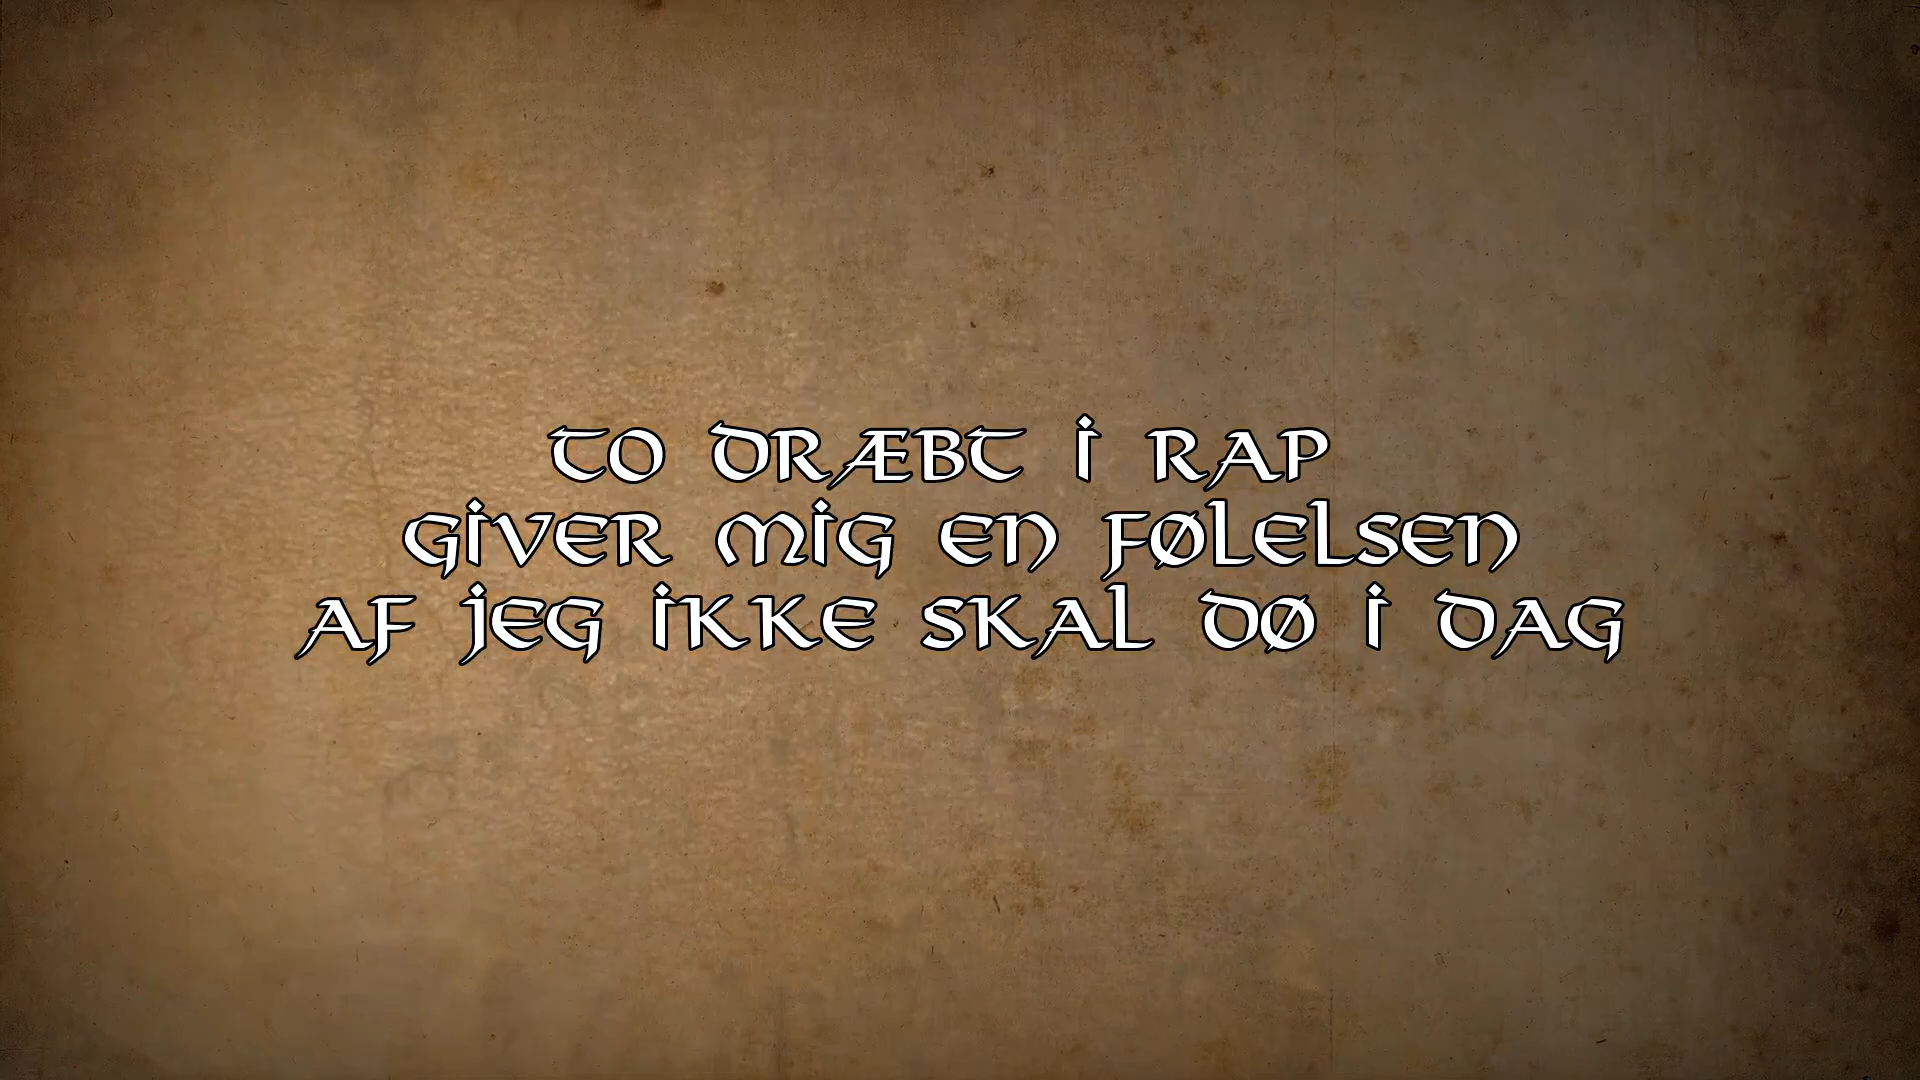 TO DRÆBT I RAP
GIVER MIG EN FØLELSEN
AF JEG IKKE SKAL DØ I DAG